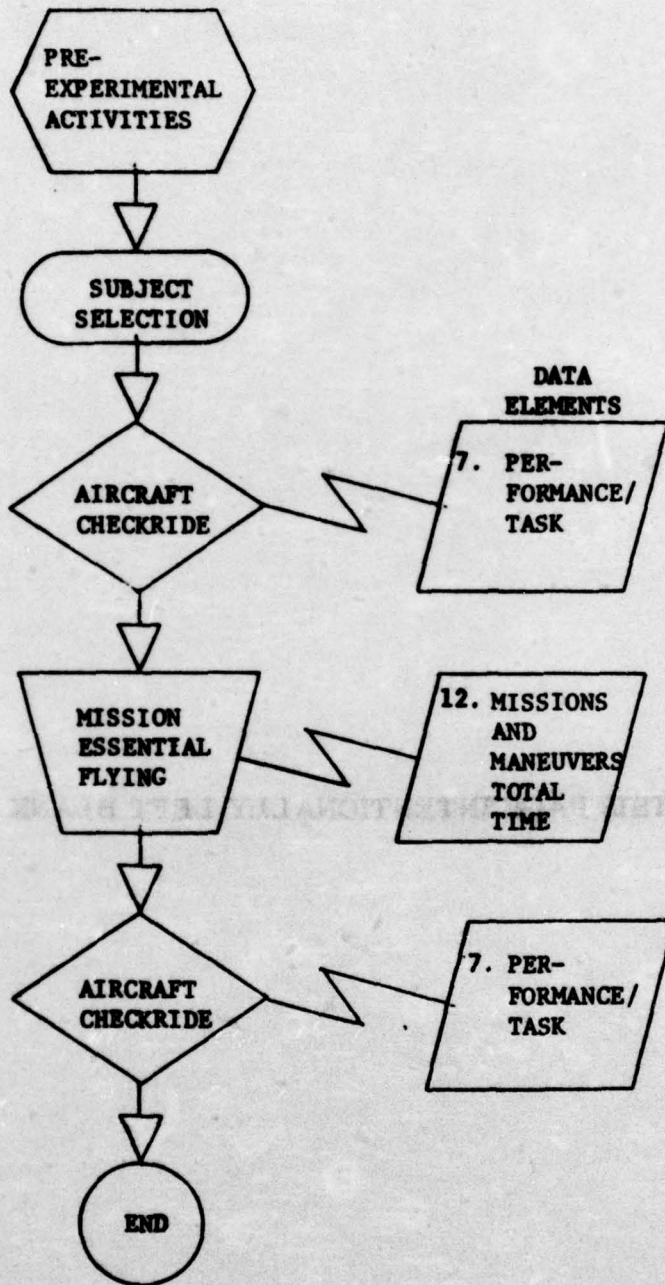 PRE-
EXPERIMENTAL
ACTIVITIES
SUBJECT
SELECTION
DATA
ELEMENTS
AIRCRAFT
CHECKRIDE
7. PER-
FORMANCE/
TASK
MISSION
ESSENTIAL
FLYING
12. MISSIONS
AND
MANEUVERS
TOTAL
TIME
AIRCRAFT
CHECKRIDE
7. PER-
FORMANCE/
TASK
END